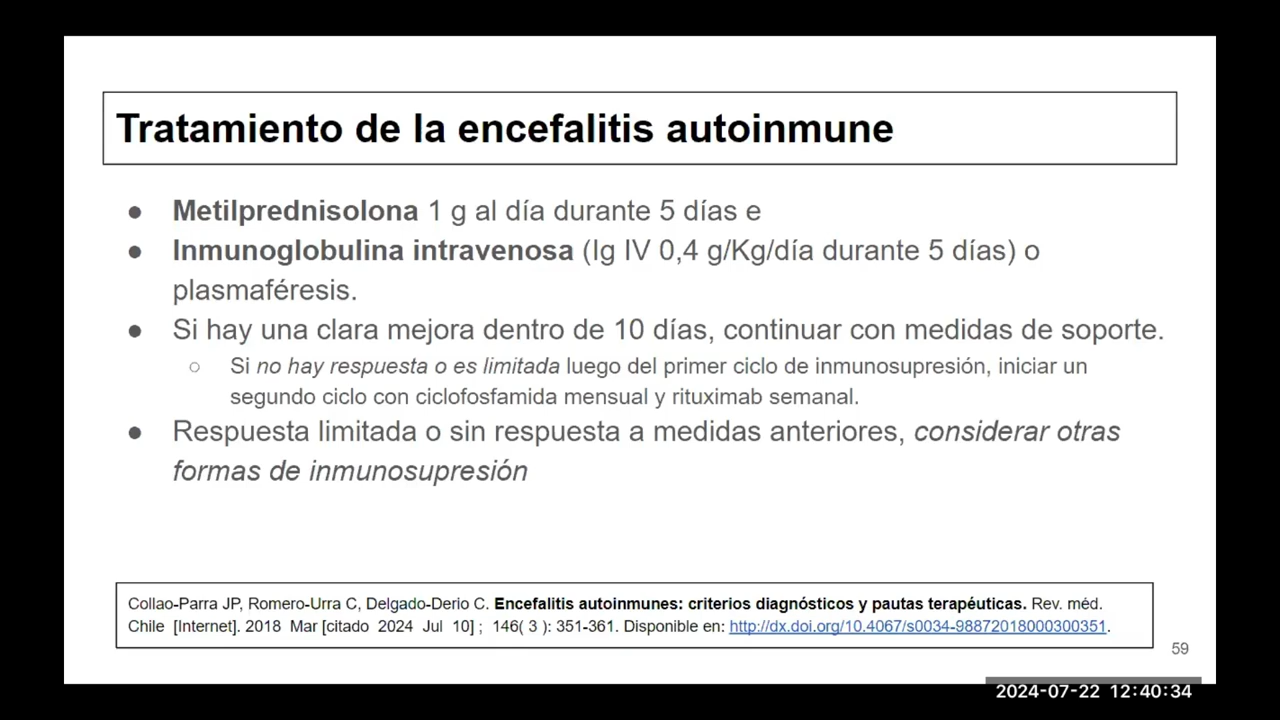 Tratamiento de la encefalitis autoinmune
● Metilprednisolona 1 g al día durante 5 días e
● Inmunoglobulina intravenosa (Ig IV 0,4 g/Kg/día durante 5 días) o
plasmaféresis.
● Si hay una clara mejora dentro de 10 días, continuar con medidas de soporte.
○ Si no hay respuesta o es limitada luego del primer ciclo de inmunosupresión, iniciar un
segundo ciclo con ciclofosfamida mensual y rituximab semanal.
● Respuesta limitada o sin respuesta a medidas anteriores, considerar otras
formas de inmunosupresión
Collao-Parra JP, Romero-Urra C, Delgado-Derio C. Encefalitis autoinmunes: criterios diagnósticos y pautas terapéuticas. Rev. méd.
Chile [Internet]. 2018 Mar [citado 2024 Jul 10] ; 146( 3 ): 351-361. Disponible en: http://dx.doi.org/10.4067/s0034-98872018000300351.
59
2024-07-22 12:40:34